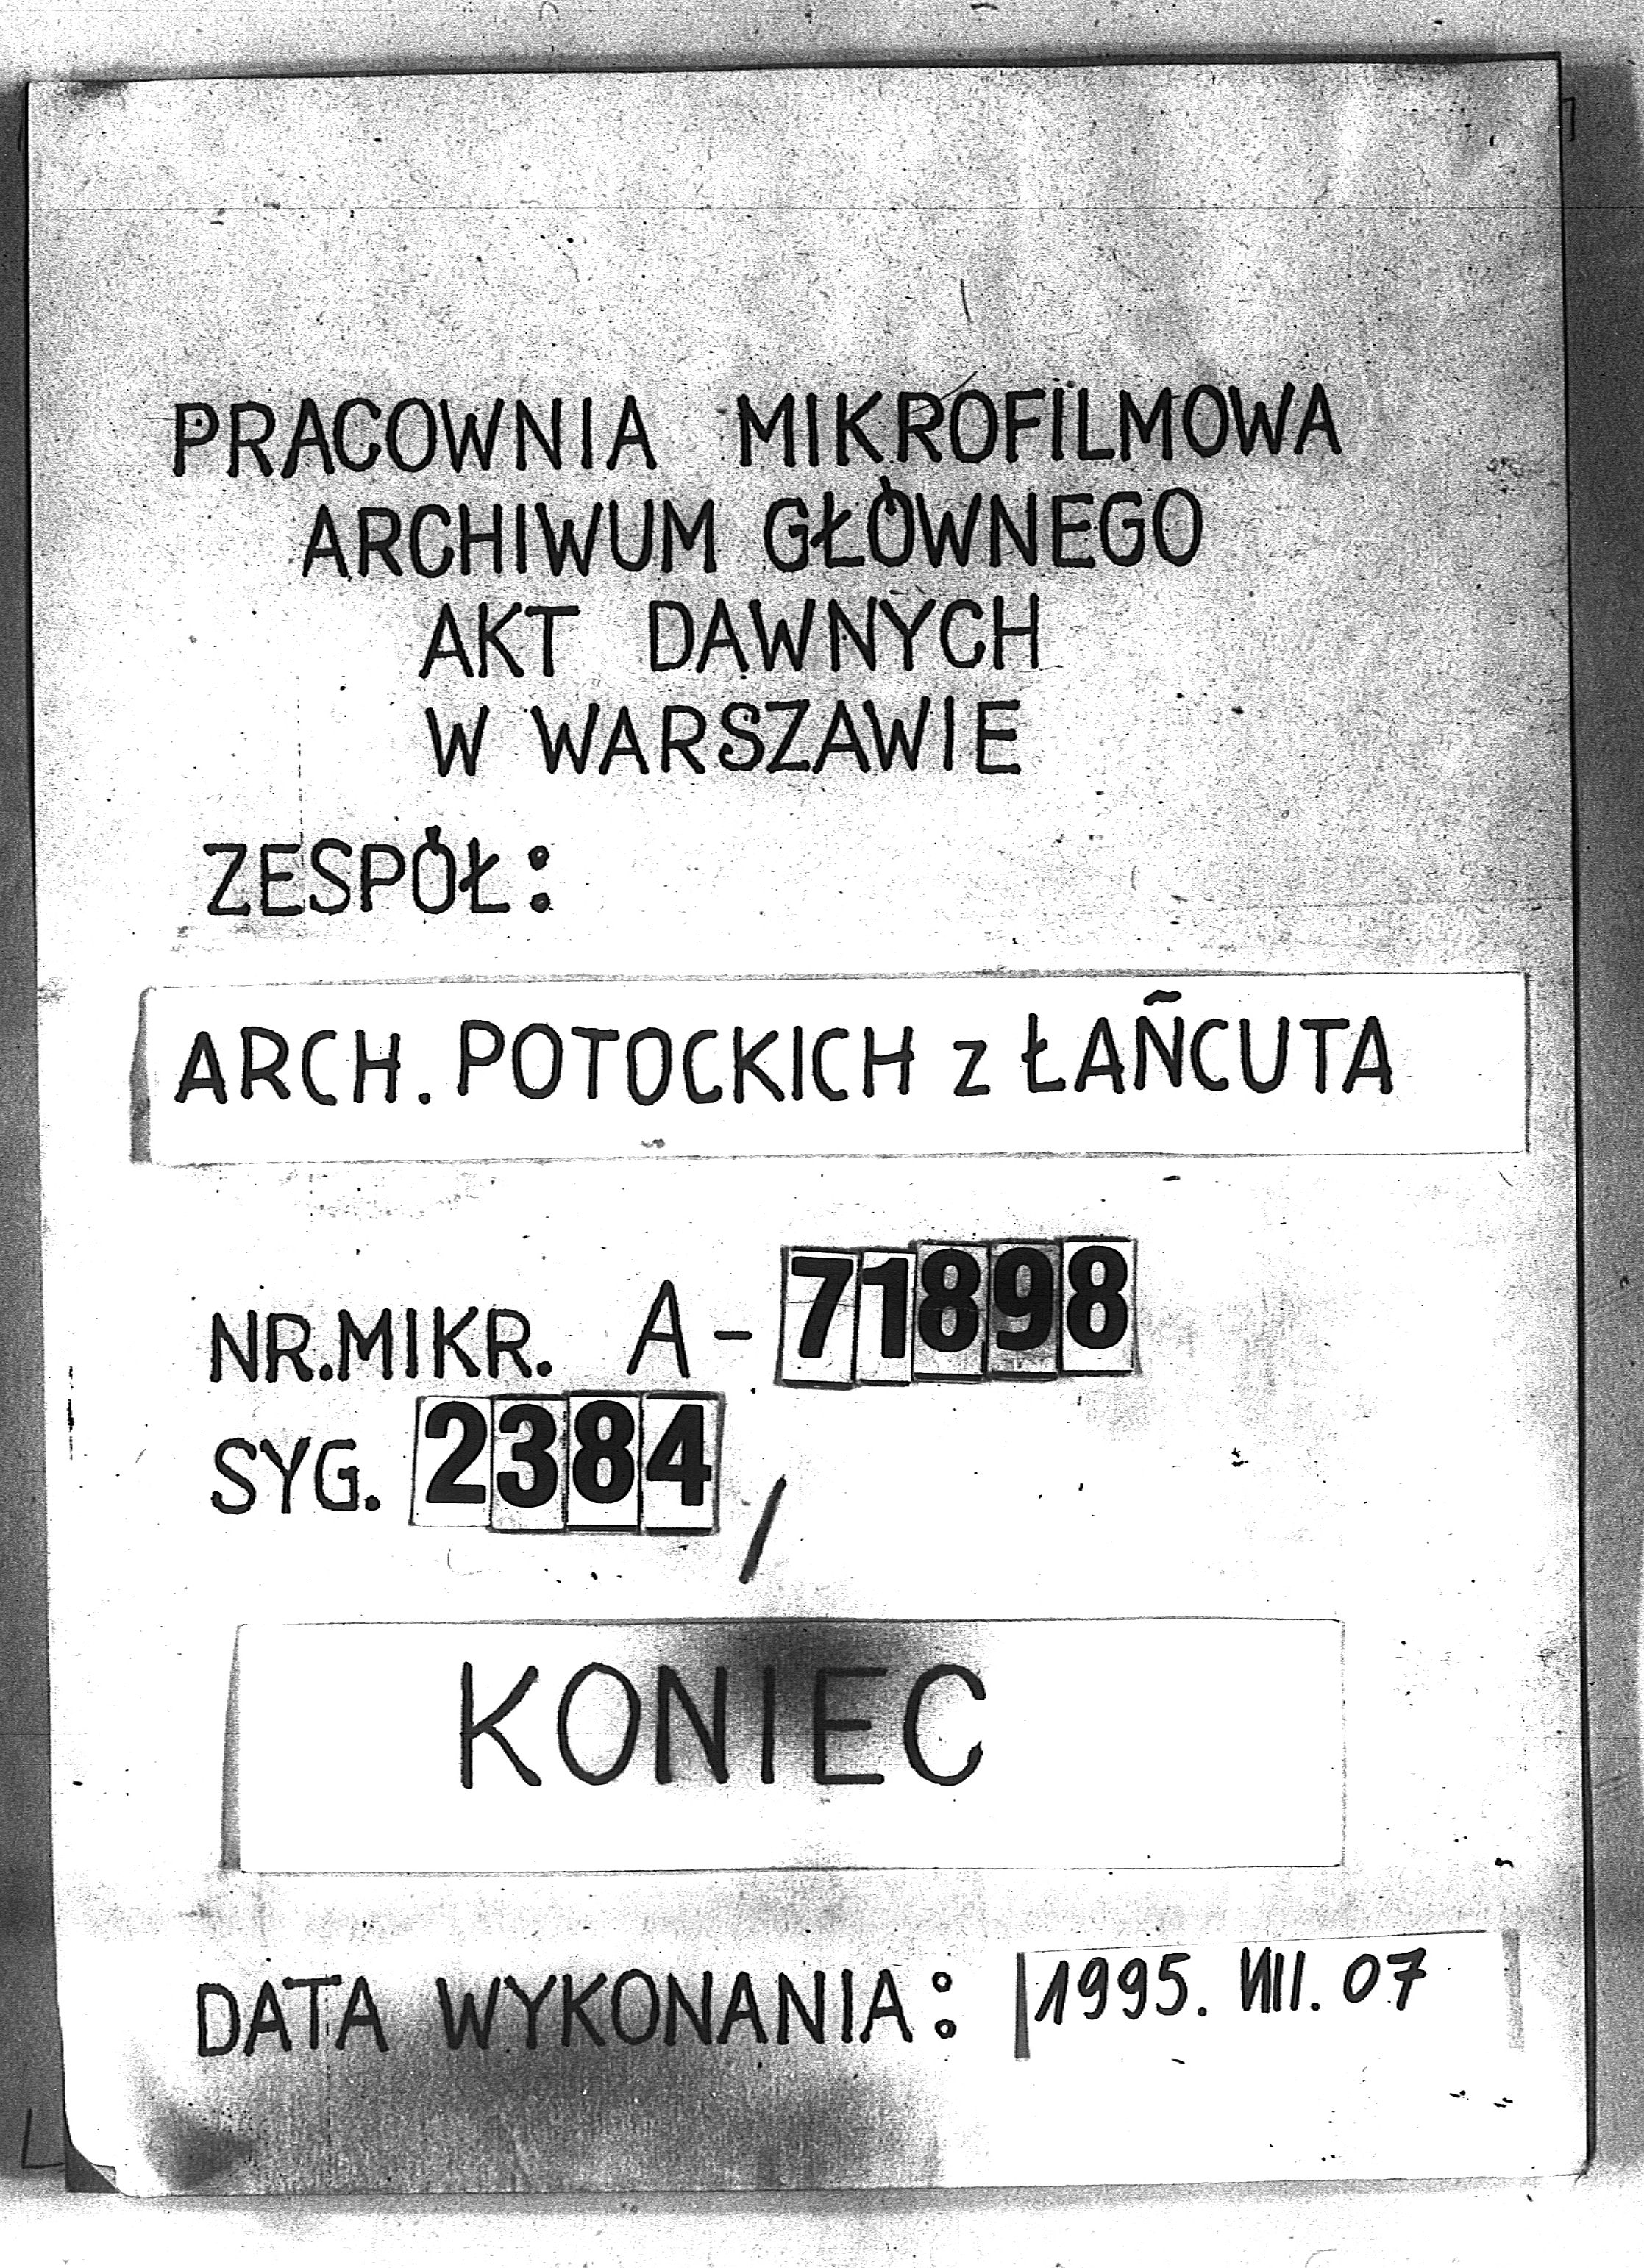 PRACOWNIA MIKROFILMOWA
ARCHIWUM GŁÓWNEGO
AKT DAWNYCH
W WARSZAWIE
ZESPÓŁ:
ARCH. POTOCKICH z ŁAŃCUTA
NR.MIKR. A-71898
SYG. 2384/
KONIEC
DATA WYKONANIA: 1995. VIII. 07